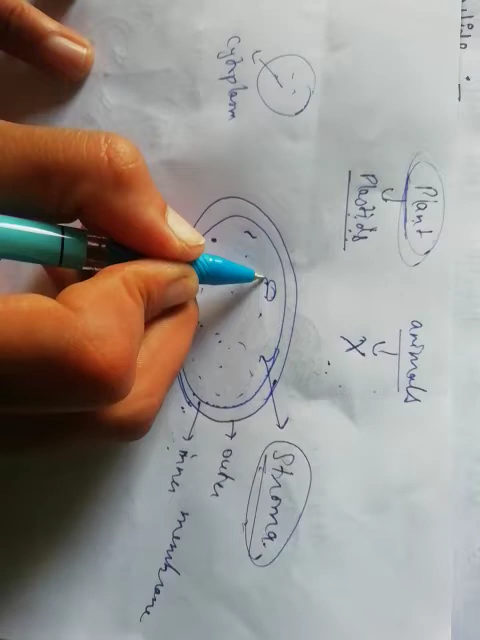 Plant
Plastids
animals
X
Cytoplasm
Stroma
outer
inner membrane